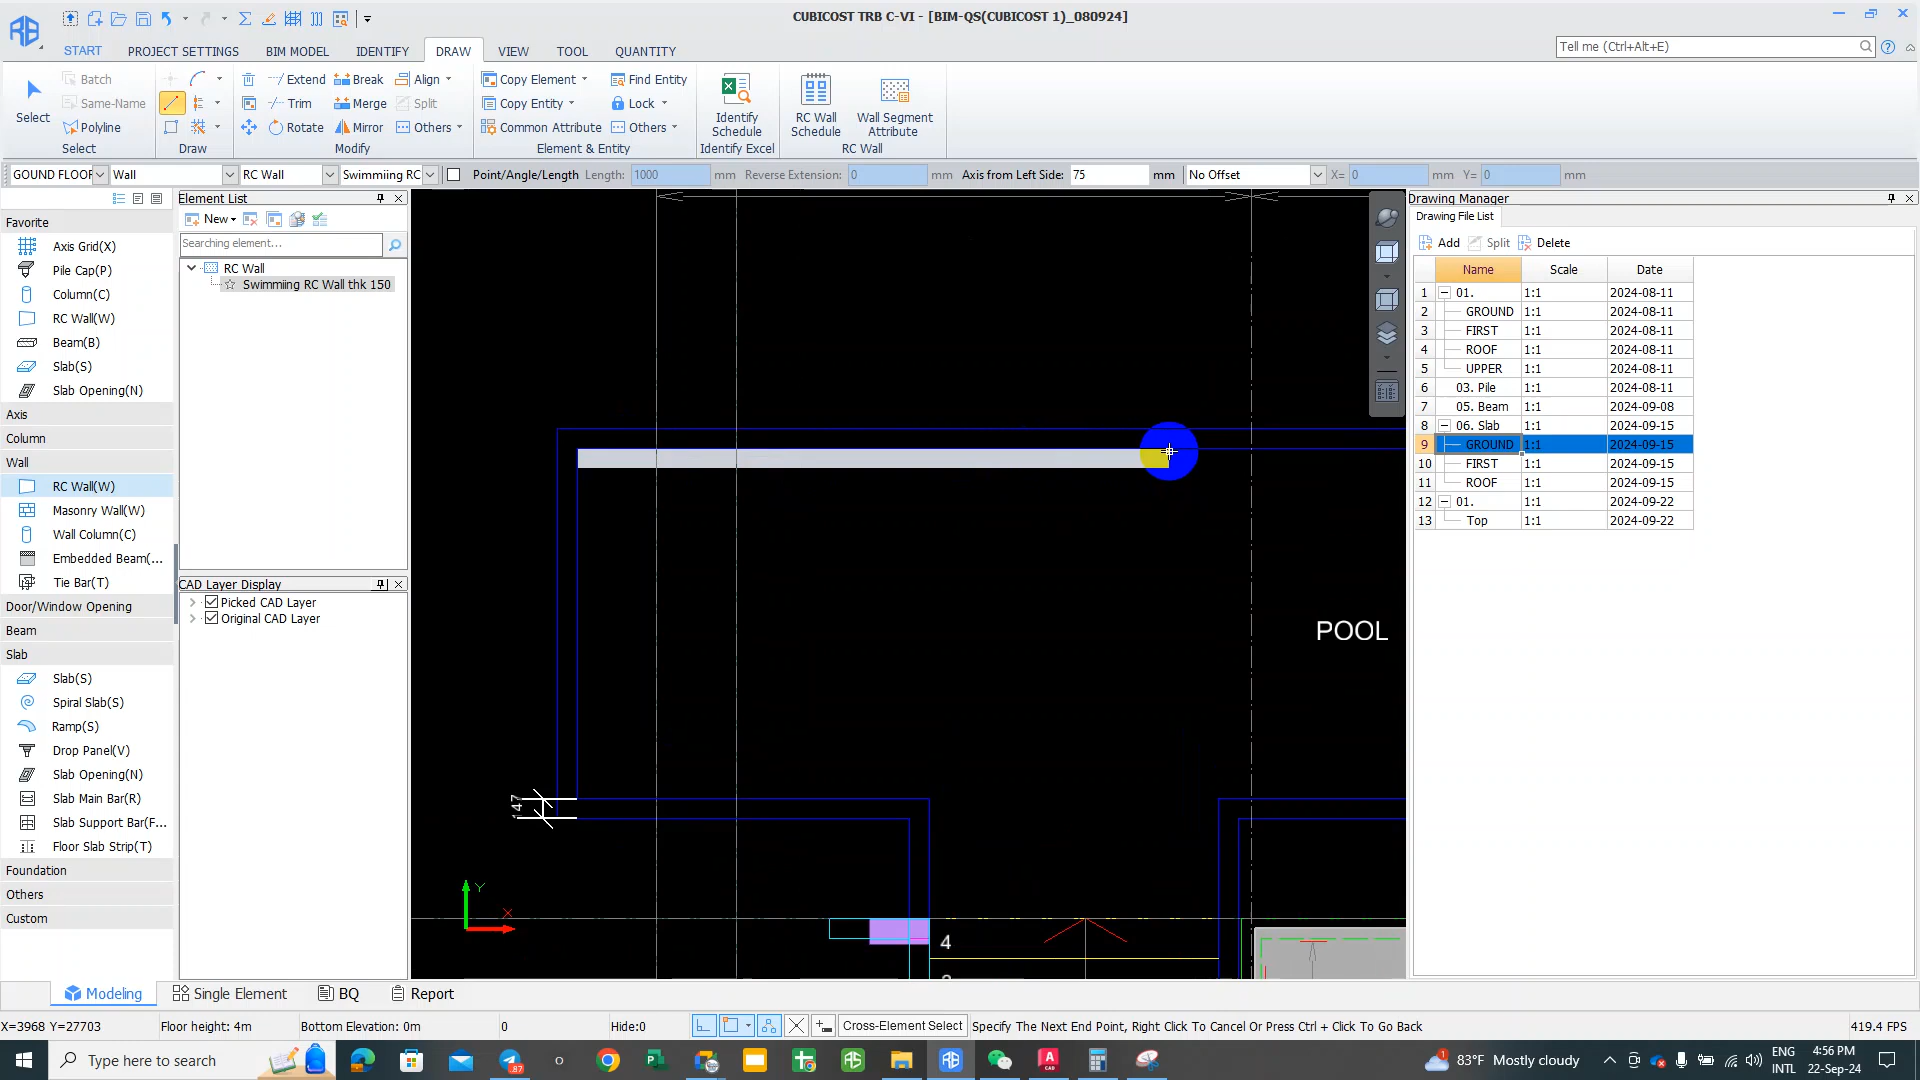 CUBICOST TRB C-VI - [BIM-QS(CUBICOST 1)_080924]
START PROJECT SETTINGS BIM MODEL IDENTIFY DRAW VIEW TOOL QUANTITY
Tell me (Ctrl+Alt+E)
Batch Extend Break Align Copy Element Find Entity
Same-Name Trim Merge Split Copy Entity Lock
Select Polyline Rotate Mirror Others Common Attribute Others
Identify Schedule RC Wall Schedule Wall Segment Attribute
Select Draw Modify Element & Entity Identify Excel RC Wall
GOUND FLOOR Wall RC Wall Swimmiing RC Point/Angle/Length Length: 1000 mm Reverse Extension: 0 mm Axis from Left Side: 75 mm No Offset X= 0 mm Y= 0 mm
Favorite
Axis Grid(X)
Pile Cap(P)
Column(C)
RC Wall(W)
Beam(B)
Slab(S)
Slab Opening(N)
Axis
Column
Wall
RC Wall(W)
Masonry Wall(W)
Wall Column(C)
Embedded Beam(...
Tie Bar(T)
Door/Window Opening
Beam
Slab
Slab(S)
Spiral Slab(S)
Ramp(S)
Drop Panel(V)
Slab Opening(N)
Slab Main Bar(R)
Slab Support Bar(F...
Floor Slab Strip(T)
Foundation
Others
Custom
Element List
New
Searching element...
RC Wall
Swimmiing RC Wall thk 150
CAD Layer Display
Picked CAD Layer
Original CAD Layer
POOL
147
4
Y
X
Drawing Manager
Drawing File List
Add Split Delete
Name Scale Date
1 01. 1:1 2024-08-11
2 GROUND 1:1 2024-08-11
3 FIRST 1:1 2024-08-11
4 ROOF 1:1 2024-08-11
5 UPPER 1:1 2024-08-11
6 03. Pile 1:1 2024-08-11
7 05. Beam 1:1 2024-09-08
8 06. Slab 1:1 2024-09-15
9 GROUND 1:1 2024-09-15
10 FIRST 1:1 2024-09-15
11 ROOF 1:1 2024-09-15
12 01. 1:1 2024-09-22
13 Top 1:1 2024-09-22
Modeling Single Element BQ Report
X=3968 Y=27703 Floor height: 4m Bottom Elevation: 0m 0 Hide:0 Cross-Element Select Specify The Next End Point, Right Click To Cancel Or Press Ctrl + Click To Go Back 419.4 FPS
Type here to search
83°F Mostly cloudy
ENG
INTL
4:56 PM
22-Sep-24